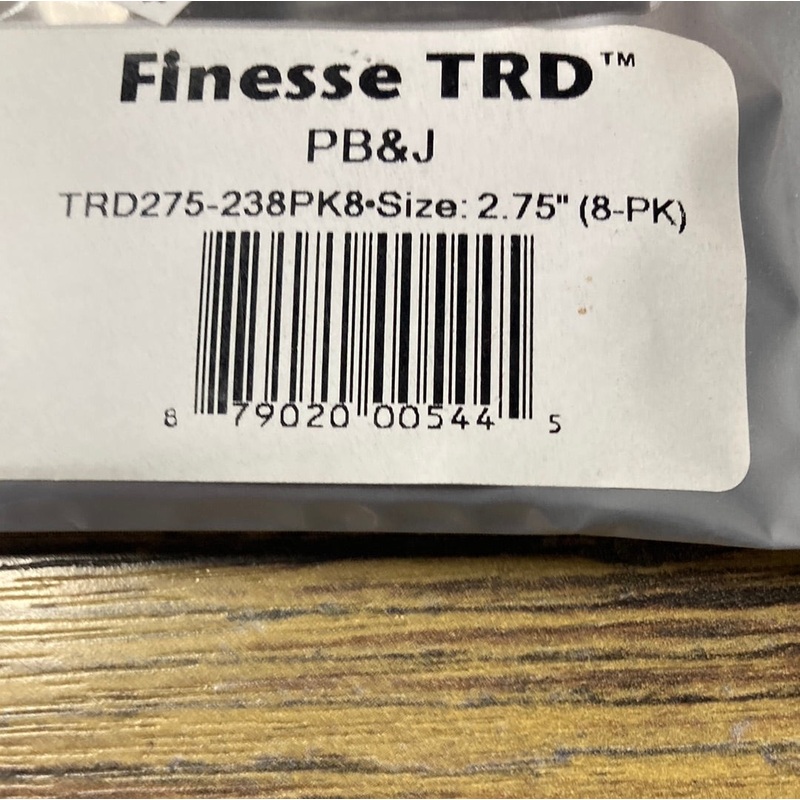 Finesse TRD™
PB&J
TRD275-238PK8•Size: 2.75" (8-PK)
8 79020 00544 5